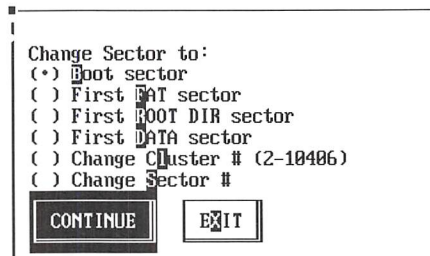 Change Sector to:
(•) Boot sector
( ) First FAT sector
( ) First ROOT DIR sector
( ) First DATA sector
( ) Change Cluster # (2-10406)
( ) Change Sector #
CONTINUE EXIT